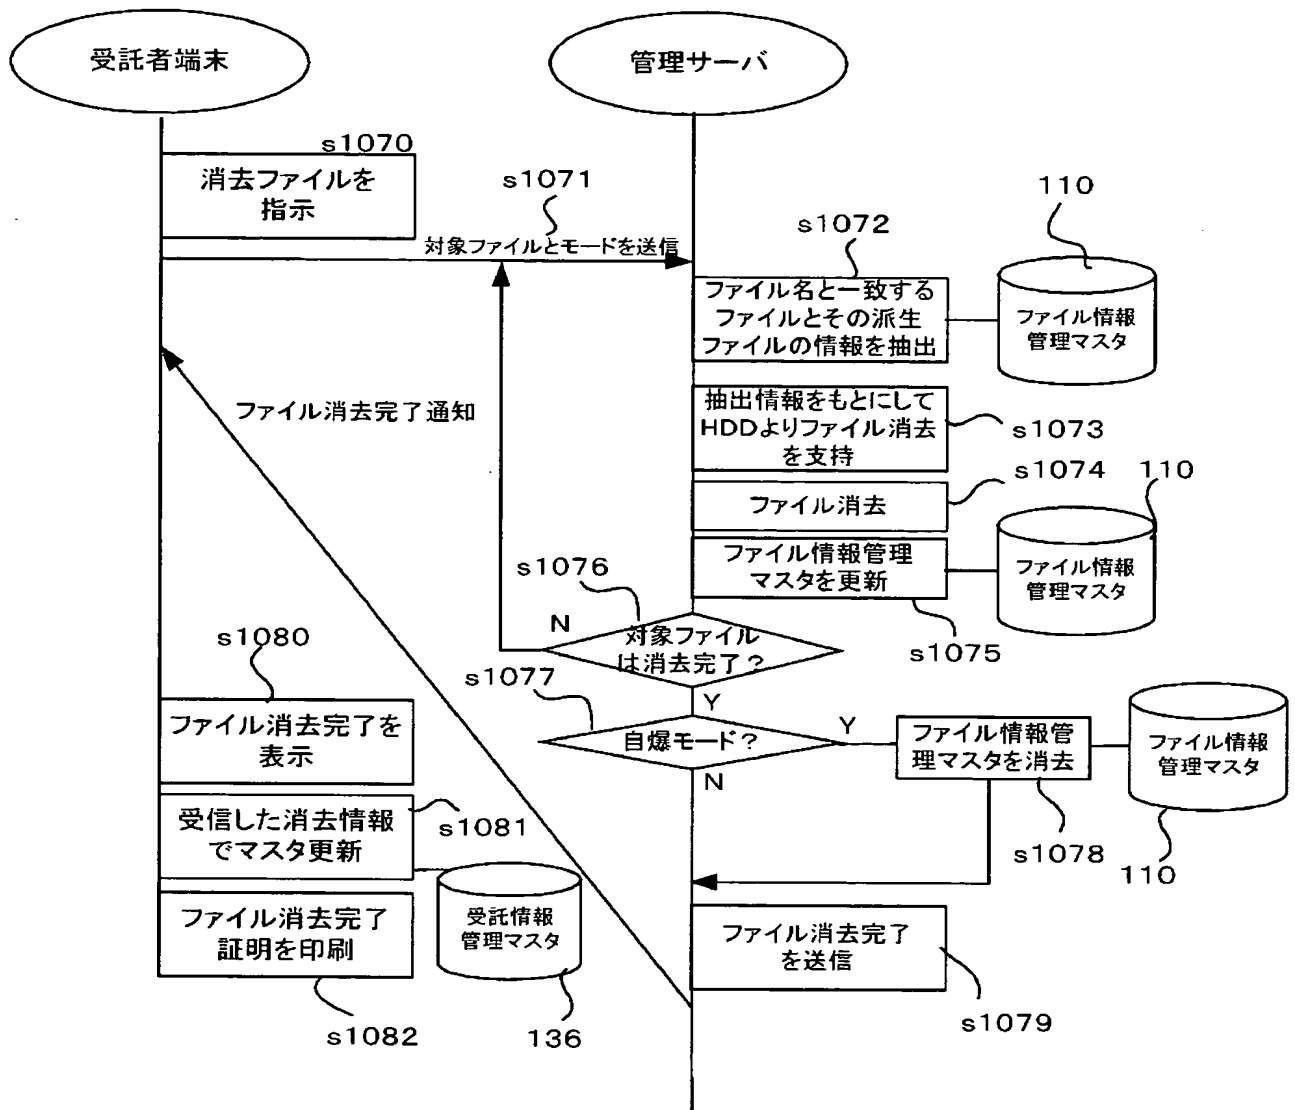 受託者端末
管理サーバ
s1070
消去ファイルを
指示
s1071
対象ファイルとモードを送信
s1072
110
ファイル名と一致する
ファイルとその派生
ファイルの情報を抽出
ファイル情報
管理マスタ
ファイル消去完了通知
抽出情報をもとにして
HDDよりファイル消去
を支持
s1073
s1074
110
ファイル消去
ファイル情報管理
マスタを更新
ファイル情報
管理マスタ
s1075
s1076
N
対象ファイル
は消去完了？
Y
s1077
自爆モード？
Y
N
ファイル情報管
理マスタを消去
ファイル情報
管理マスタ
s1078
110
s1080
ファイル消去完了を
表示
受信した消去情報
でマスタ更新
s1081
受託情報
管理マスタ
136
ファイル消去完了
証明を印刷
s1082
ファイル消去完了
を送信
s1079